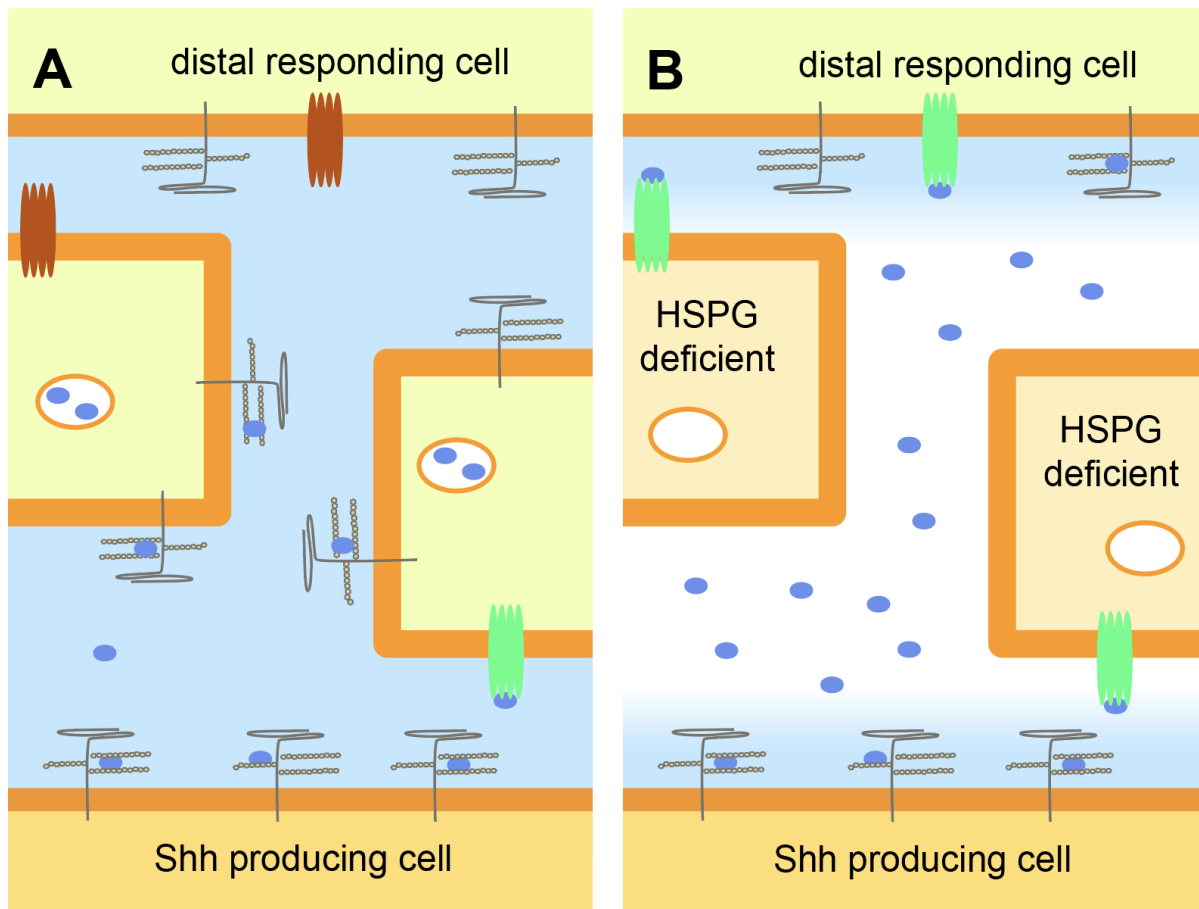 A
distal responding cell
Shh producing cell
B
distal responding cell
HSPG
deficient
HSPG
deficient
Shh producing cell